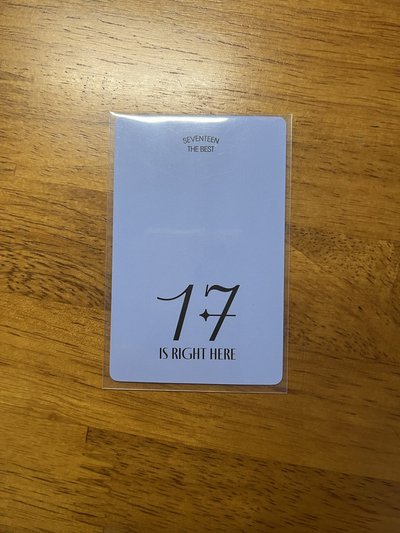 SEVENTEEN
THE BEST
17
IS RIGHT HERE